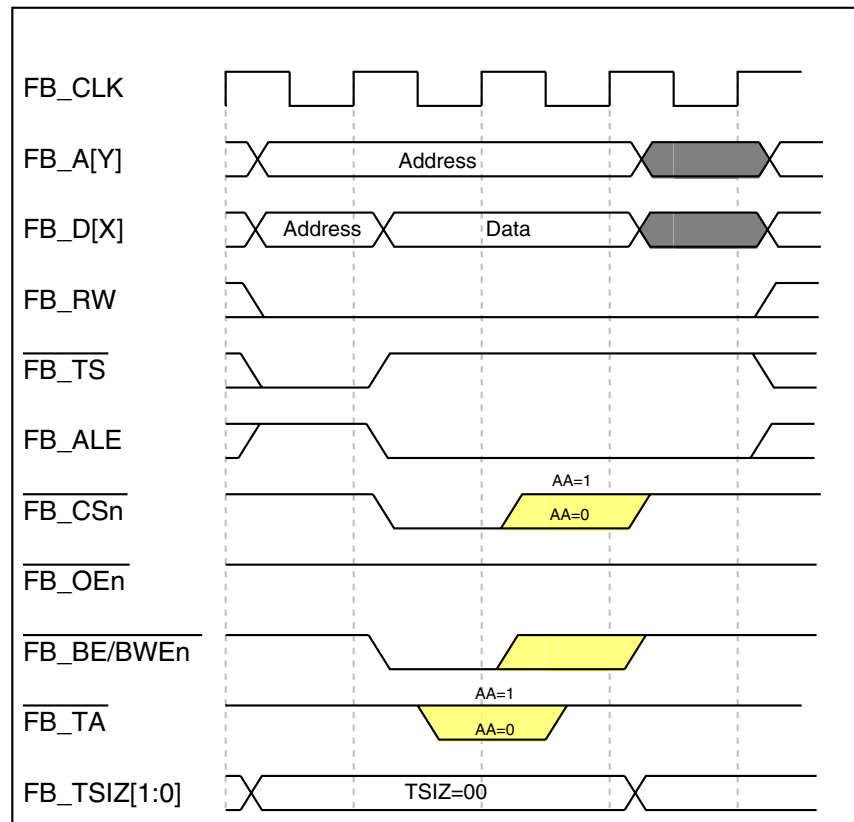 FB_CLK
FB_A[Y]
Address
FB_D[X]
Address
Data
FB_RW
FB_TS
FB_ALE
AA=1
FB_CSn
AA=0
FB_OEn
FB_BE/BWEn
AA=1
FB_TA
AA=0
FB_TSIZ[1:0]
TSIZ=00